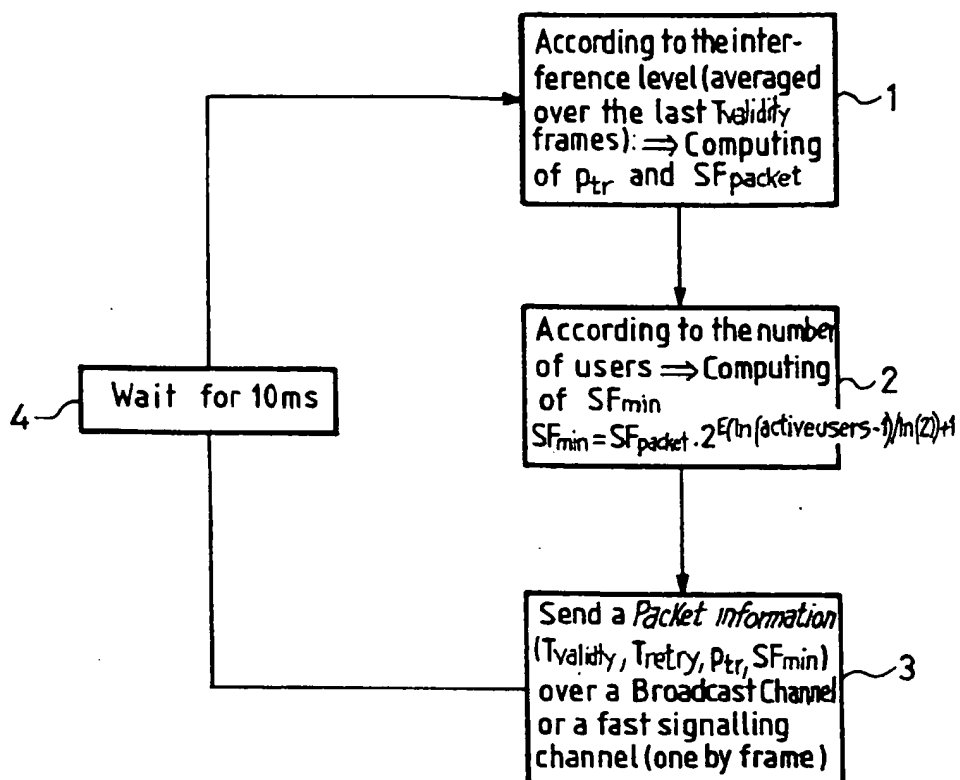 According to the inter-
ference level (averaged
over the last Tvalidity
frames): ⇒ Computing
of ptr and SFpacket
1
According to the number
of users ⇒ Computing
of SFmin
SFmin = SFpacket . 2^E(ln(activeusers-1)/ln(2))+1
2
Send a Packet information
(Tvalidity, Tretry, ptr, SFmin)
over a Broadcast Channel
or a fast signalling
channel (one by frame)
3
Wait for 10ms
4